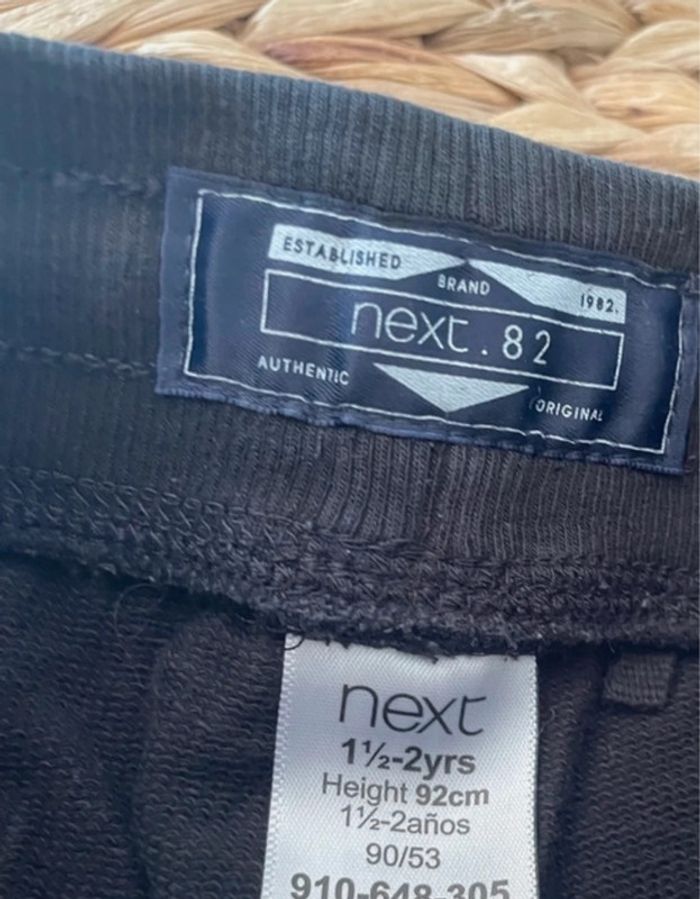 ESTABLISHED
BRAND
1982.
next.82
AUTHENTIC
ORIGINAL
next
1½-2yrs
Height 92cm
1½-2años
90/53
910-648-305